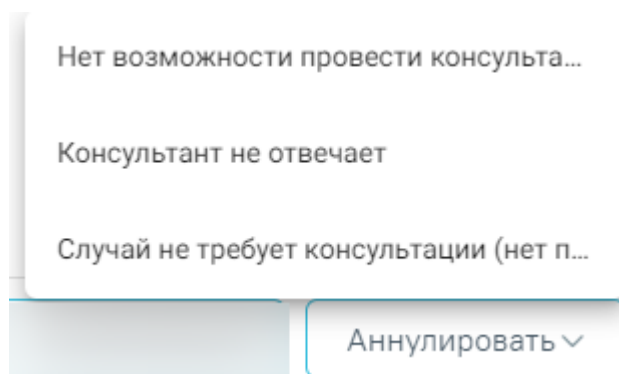 Нет возможности провести консульта...
Консультант не отвечает
Случай не требует консультации (нет п...
Аннулировать